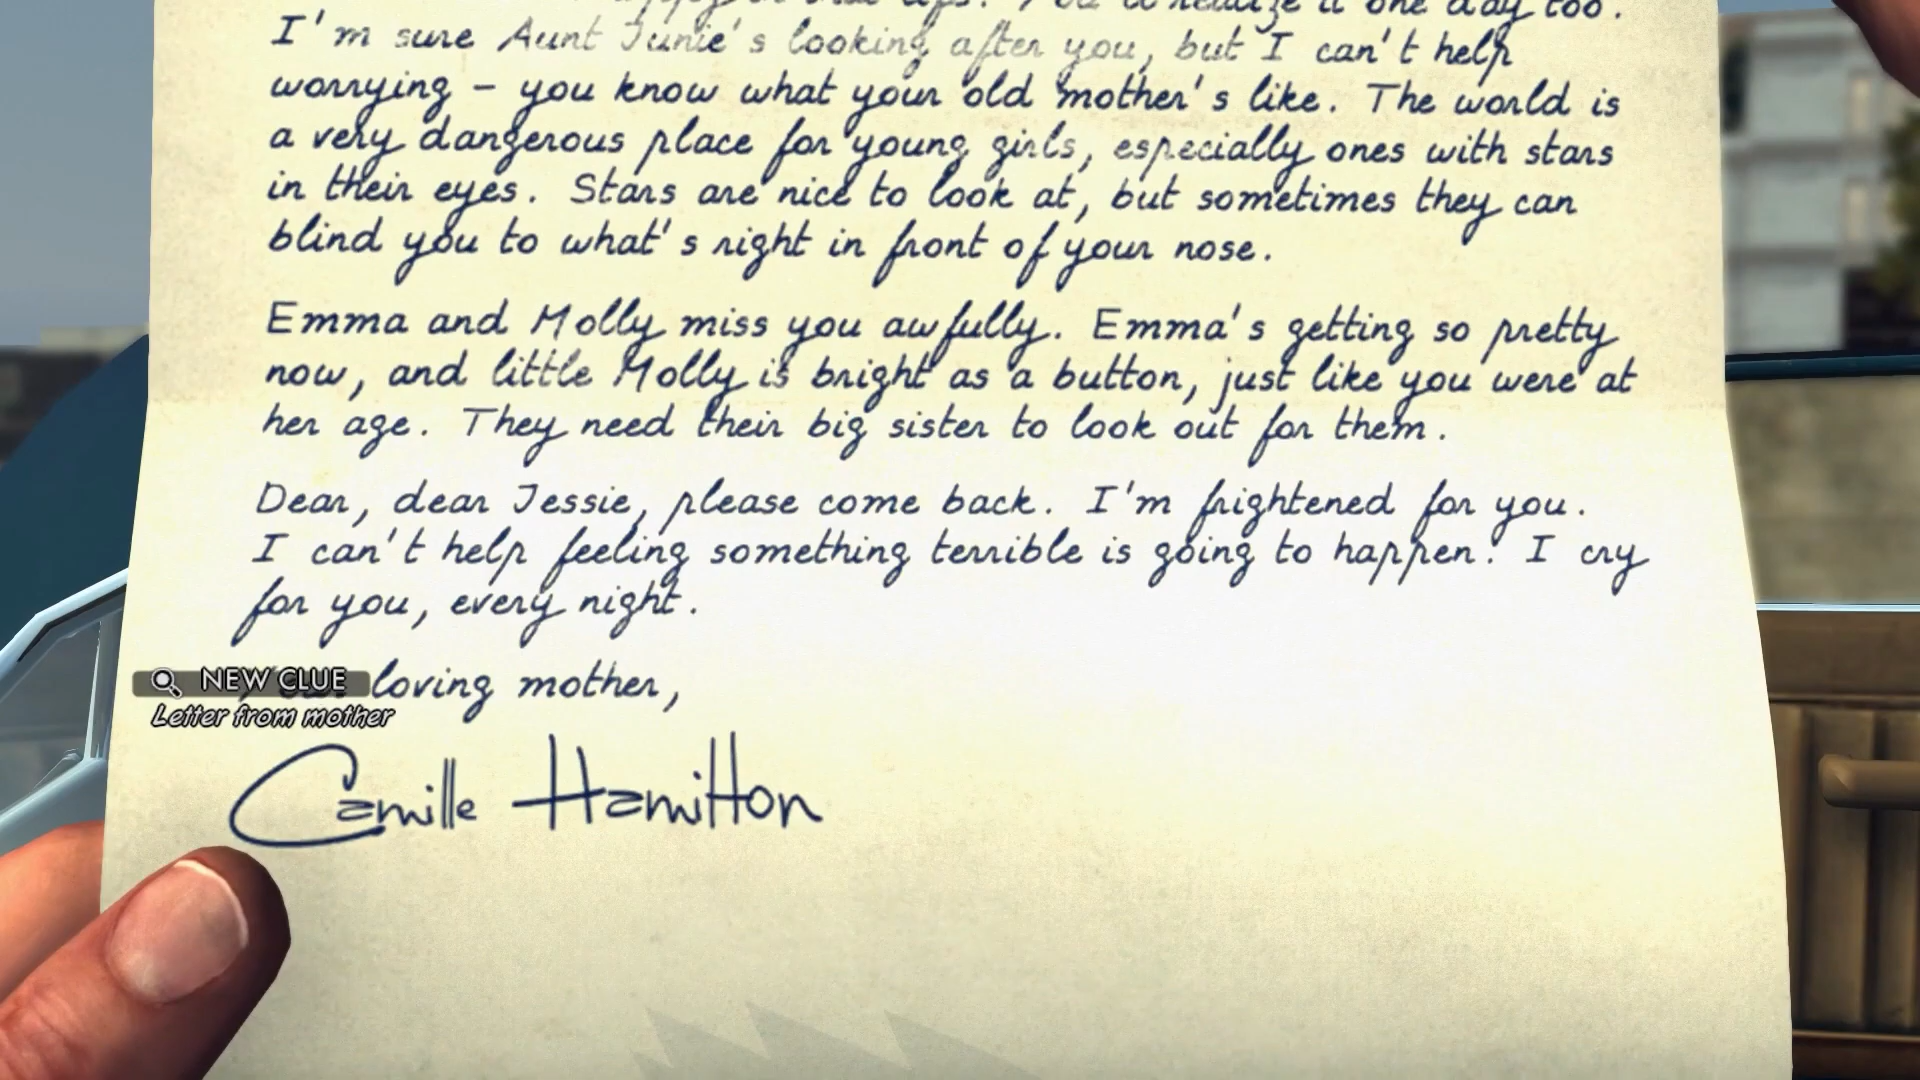 it one day too.
I'm sure Aunt Junie's looking after you, but I can't help
worrying - you know what your old mother's like. The world is
a very dangerous place for young girls, especially ones with stars
in their eyes. Stars are nice to look at, but sometimes they can
blind you to what's right in front of your nose.
Emma and Molly miss you awfully. Emma's getting so pretty
now, and little Molly is bright as a button, just like you were at
her age. They need their big sister to look out for them.
Dear, dear Jessie, please come back. I'm frightened for you.
I can't help feeling something terrible is going to happen. I cry
for you, every night.
loving mother,
NEW CLUE
Letter from mother
Camille Hamilton